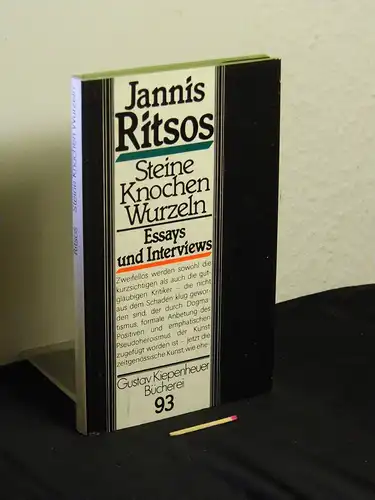 Jannis
Ritsos
Steine
Knochen
Wurzeln
Essays
und Interviews
Zweifellos werden sowohl die
kurzsichtigen als auch die gut-
gläubigen Kritiker – die nicht
aus dem Schaden klug gewor-
den sind, der durch Dogma-
tismus, formale Anbetung des
Positiven und emphatischen
Pseudoheroismus der Kunst
zugefügt worden ist – jetzt die
zeitgenössische Kunst, wie ehe-
Gustav Kiepenheuer
Bücherei
93
Ritsos Steine Knochen Wurzeln